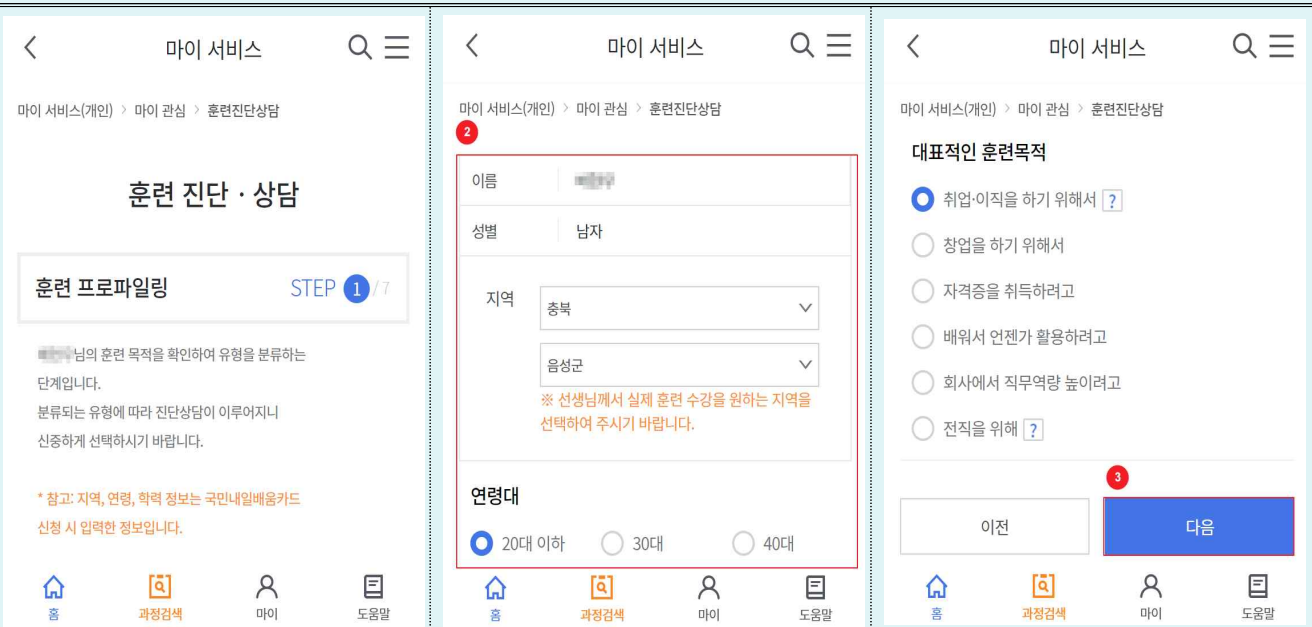 마이 서비스
마이 서비스(개인) > 마이 관심 > 훈련진단상담
훈련 진단 · 상담
훈련 프로파일링 STEP 1 / 7
님의 훈련 목적을 확인하여 유형을 분류하는
단계입니다.
분류되는 유형에 따라 진단상담이 이루어지니
신중하게 선택하시기 바랍니다.
* 참고: 지역, 연령, 학력 정보는 국민내일배움카드
신청 시 입력한 정보입니다.
홈 과정검색 마이 도움말
마이 서비스
마이 서비스(개인) > 마이 관심 > 훈련진단상담
2
이름
성별 남자
지역 충북
음성군
※ 선생님께서 실제 훈련 수강을 원하는 지역을
선택하여 주시기 바랍니다.
연령대
20대 이하 30대 40대
홈 과정검색 마이 도움말
마이 서비스
마이 서비스(개인) > 마이 관심 > 훈련진단상담
대표적인 훈련목적
취업·이직을 하기 위해서 ?
창업을 하기 위해서
자격증을 취득하려고
배워서 언젠가 활용하려고
회사에서 직무역량 높이려고
전직을 위해 ?
3
이전 다음
홈 과정검색 마이 도움말